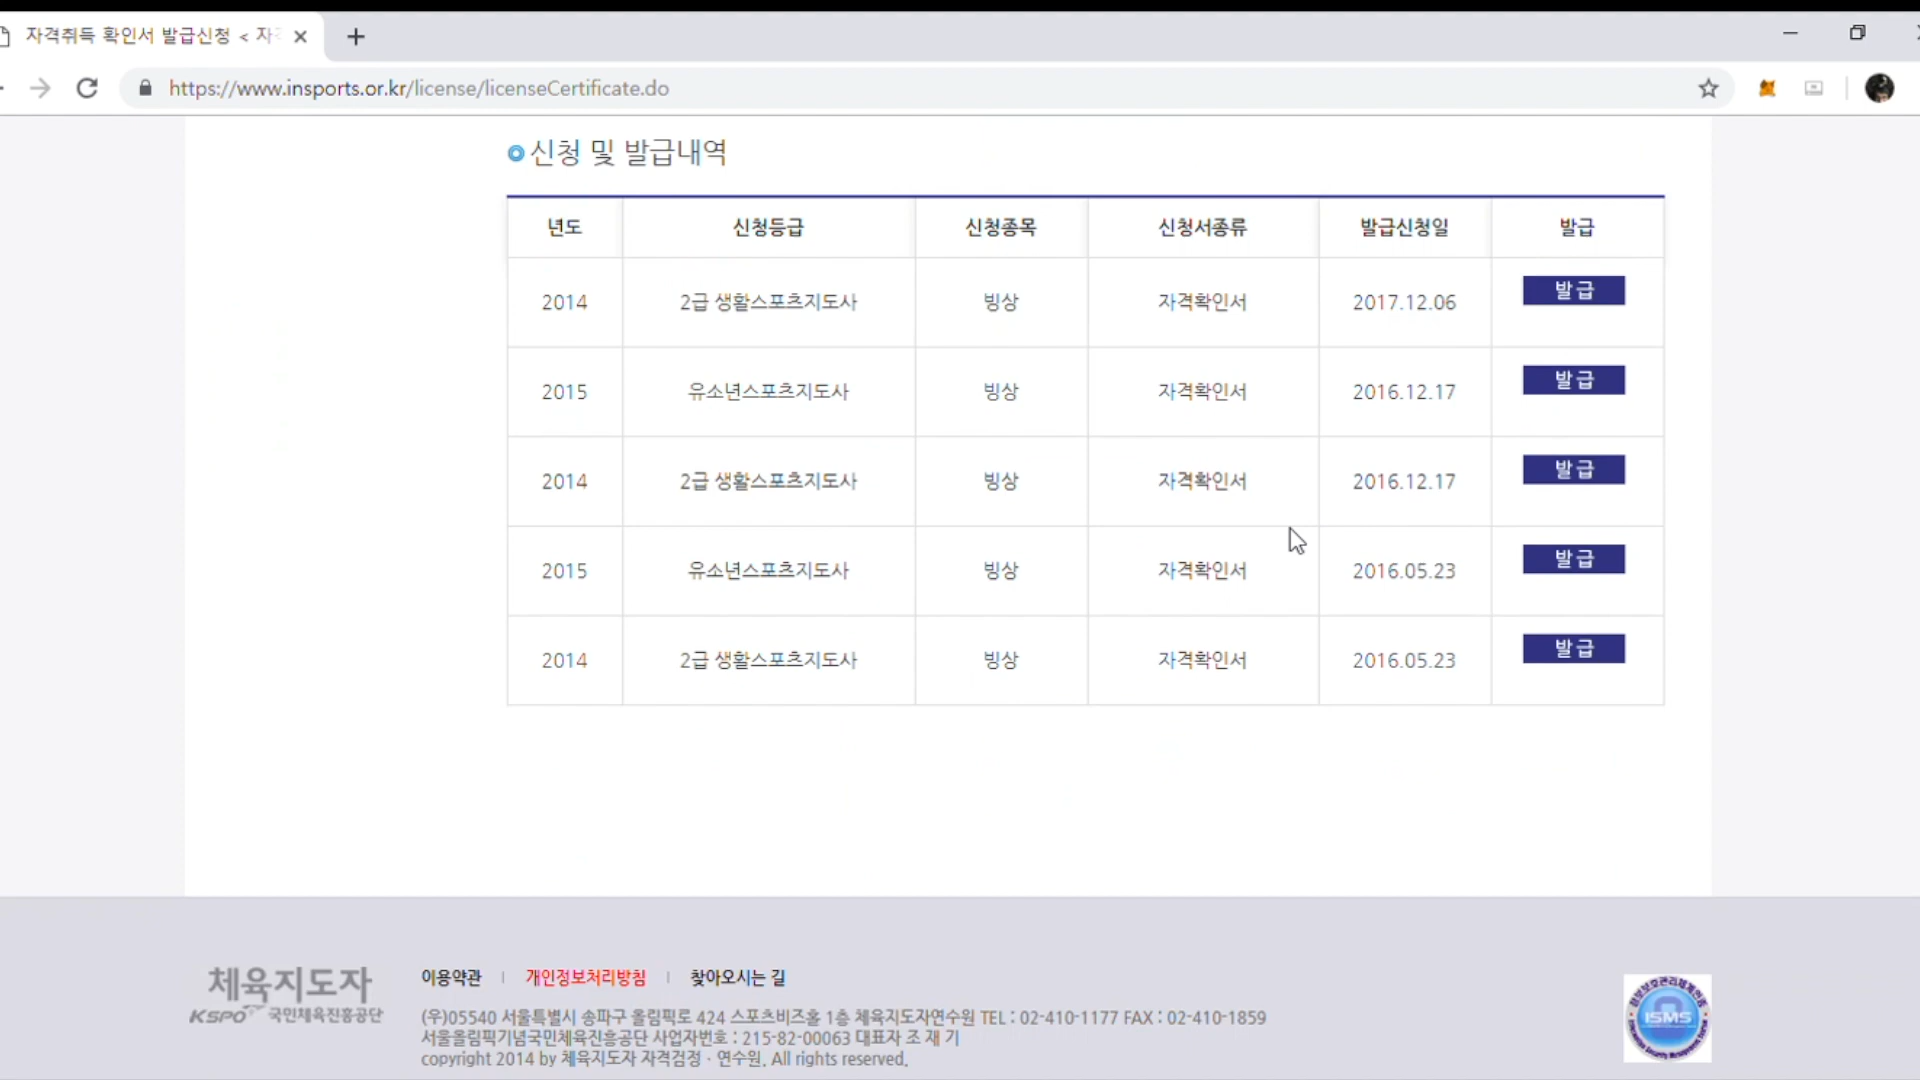 자격취득 확인서 발급신청 < 자격
https://www.insports.or.kr/license/licenseCertificate.do
신청 및 발급내역
년도 신청등급 신청종목 신청서종류 발급신청일 발급
2014 2급 생활스포츠지도사 빙상 자격확인서 2017.12.06 발급
2015 유소년스포츠지도사 빙상 자격확인서 2016.12.17 발급
2014 2급 생활스포츠지도사 빙상 자격확인서 2016.12.17 발급
2015 유소년스포츠지도사 빙상 자격확인서 2016.05.23 발급
2014 2급 생활스포츠지도사 빙상 자격확인서 2016.05.23 발급
체육지도자
KSPO 국민체육진흥공단
이용약관 | 개인정보처리방침 | 찾아오시는 길
(우)05540 서울특별시 송파구 올림픽로 424 스포츠비즈홀 1층 체육지도자연수원 TEL : 02-410-1177 FAX : 02-410-1859
서울올림픽기념국민체육진흥공단 사업자번호 : 215-82-00063 대표자 조 재 기
copyright 2014 by 체육지도자 자격검정 · 연수원. All rights reserved.
ISMS